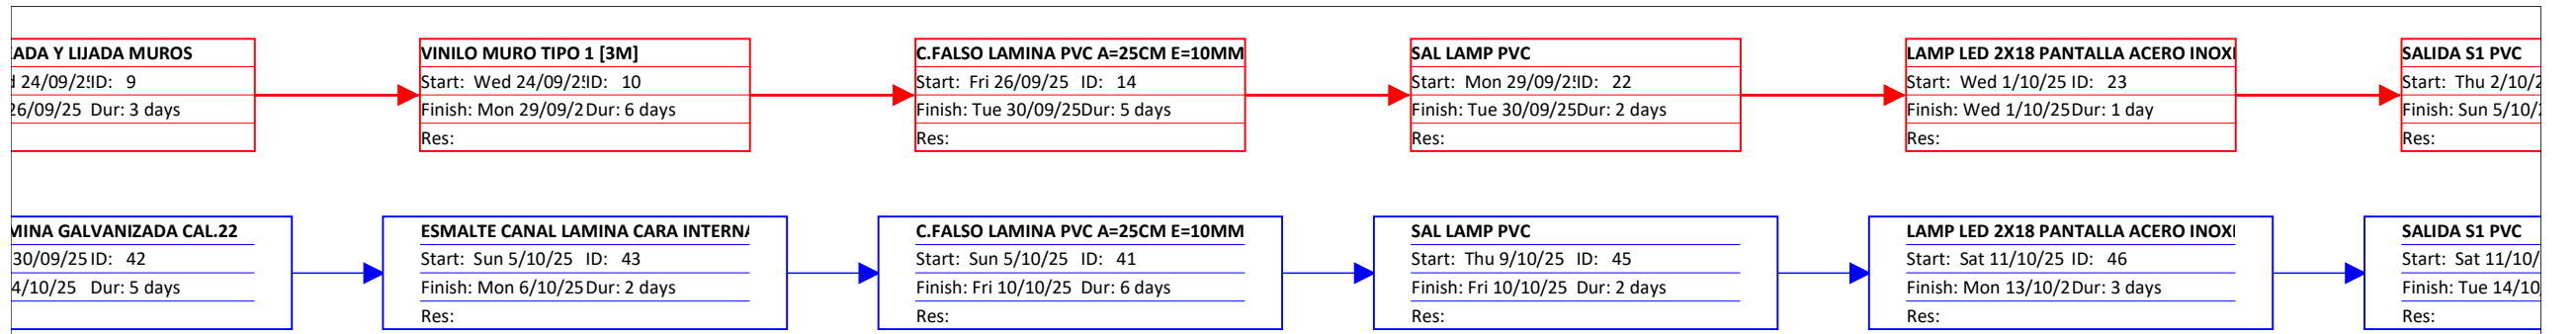 ADA Y LIJADA MUROS
24/09/25 ID: 9
26/09/25 Dur: 3 days
VINILO MURO TIPO 1 [3M]
Start: Wed 24/09/25 ID: 10
Finish: Mon 29/09/2 Dur: 6 days
Res:
C.FALSO LAMINA PVC A=25CM E=10MM
Start: Fri 26/09/25 ID: 14
Finish: Tue 30/09/25 Dur: 5 days
Res:
SAL LAMP PVC
Start: Mon 29/09/25 ID: 22
Finish: Tue 30/09/25 Dur: 2 days
Res:
LAMP LED 2X18 PANTALLA ACERO INOXI
Start: Wed 1/10/25 ID: 23
Finish: Wed 1/10/25 Dur: 1 day
Res:
SALIDA S1 PVC
Start: Thu 2/10/2
Finish: Sun 5/10/
Res:
MINA GALVANIZADA CAL.22
30/09/25 ID: 42
4/10/25 Dur: 5 days
ESMALTE CANAL LAMINA CARA INTERNA
Start: Sun 5/10/25 ID: 43
Finish: Mon 6/10/25 Dur: 2 days
Res:
C.FALSO LAMINA PVC A=25CM E=10MM
Start: Sun 5/10/25 ID: 41
Finish: Fri 10/10/25 Dur: 6 days
Res:
SAL LAMP PVC
Start: Thu 9/10/25 ID: 45
Finish: Fri 10/10/25 Dur: 2 days
Res:
LAMP LED 2X18 PANTALLA ACERO INOXI
Start: Sat 11/10/25 ID: 46
Finish: Mon 13/10/2 Dur: 3 days
Res:
SALIDA S1 PVC
Start: Sat 11/10/
Finish: Tue 14/10
Res: